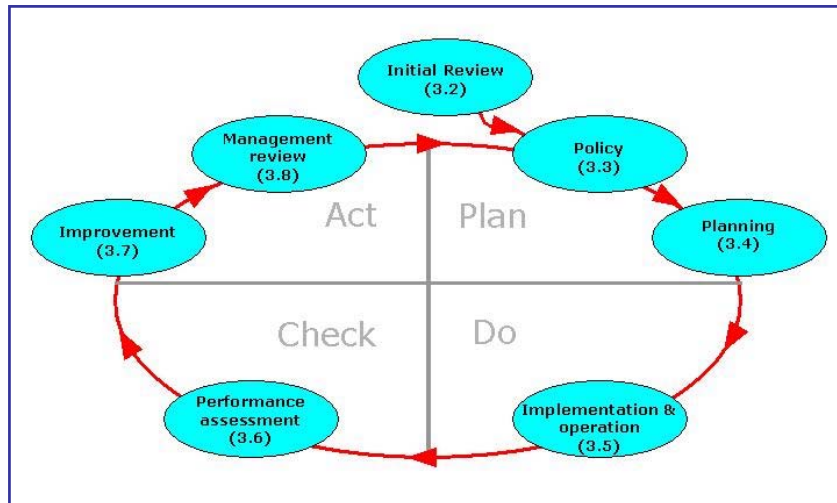 Initial Review
(3.2)
Management
review
(3.8)
Policy
(3.3)
Improvement
(3.7)
Act
Plan
Planning
(3.4)
Check
Do
Performance
assessment
(3.6)
Implementation &
operation
(3.5)